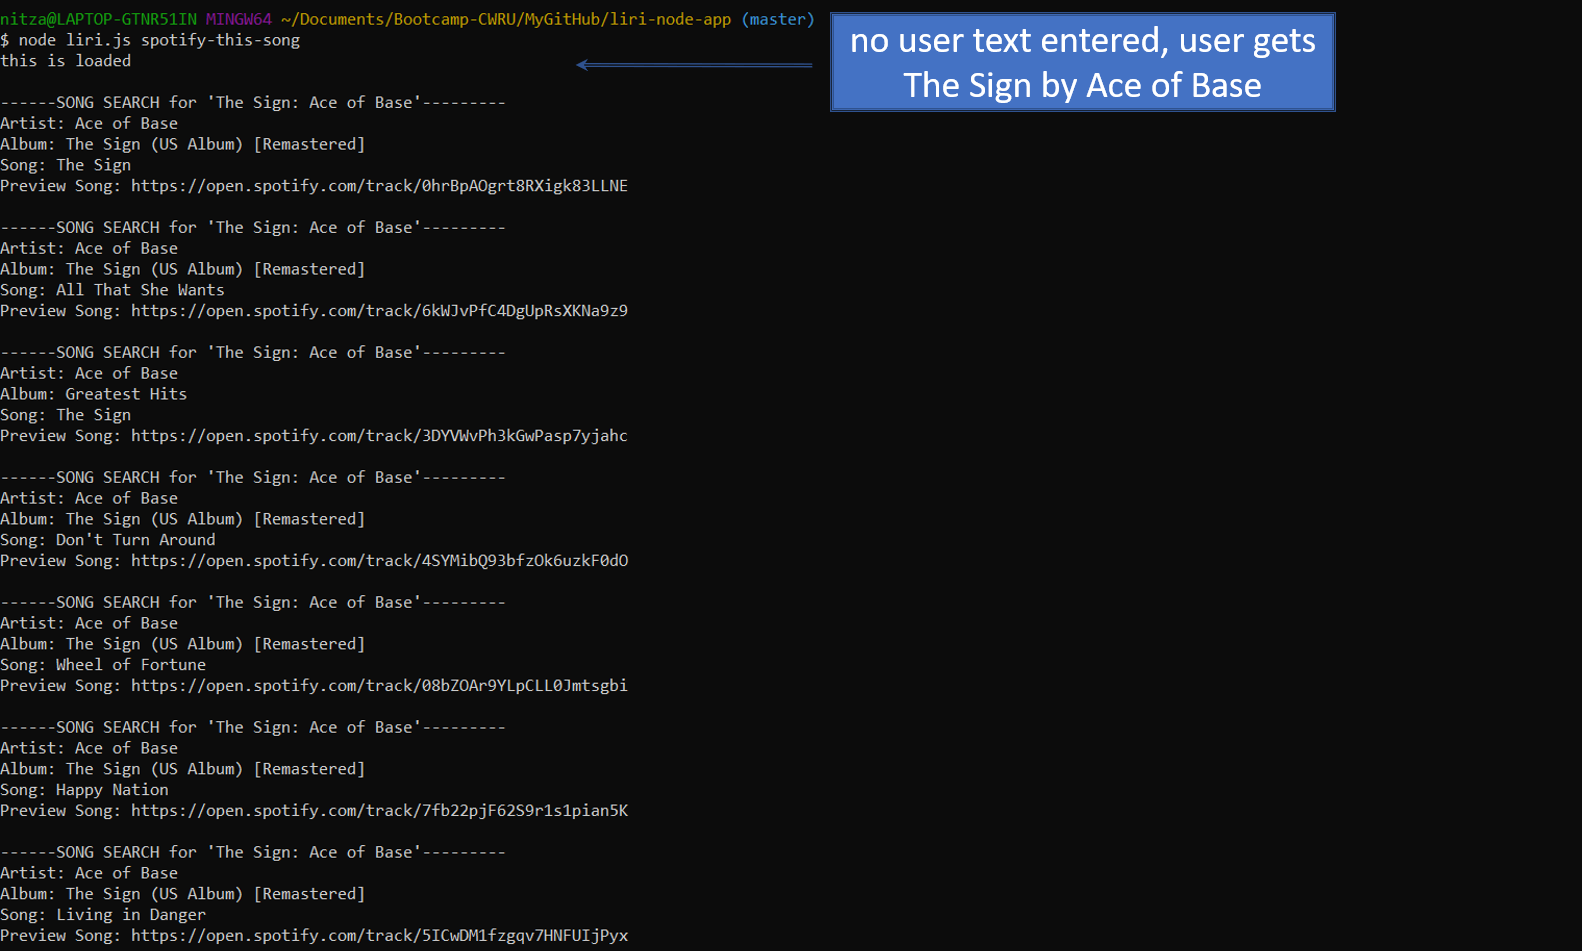 nitza@LAPTOP-GTNR51IN MINGW64 ~/Documents/Bootcamp-CWRU/MyGitHub/liri-node-app (master)
$ node liri.js spotify-this-song
this is loaded
no user text entered, user gets
The Sign by Ace of Base
------SONG SEARCH for 'The Sign: Ace of Base'---------
Artist: Ace of Base
Album: The Sign (US Album) [Remastered]
Song: The Sign
Preview Song: https://open.spotify.com/track/0hrBpAOgrt8RXigk83LLNE
------SONG SEARCH for 'The Sign: Ace of Base'---------
Artist: Ace of Base
Album: The Sign (US Album) [Remastered]
Song: All That She Wants
Preview Song: https://open.spotify.com/track/6kWJvPfC4DgUpRsXKNa9z9
------SONG SEARCH for 'The Sign: Ace of Base'---------
Artist: Ace of Base
Album: Greatest Hits
Song: The Sign
Preview Song: https://open.spotify.com/track/3DYVWvPh3kGwPasp7yjahc
------SONG SEARCH for 'The Sign: Ace of Base'---------
Artist: Ace of Base
Album: The Sign (US Album) [Remastered]
Song: Don't Turn Around
Preview Song: https://open.spotify.com/track/4SYMibQ93bfzOk6uzkF0dO
------SONG SEARCH for 'The Sign: Ace of Base'---------
Artist: Ace of Base
Album: The Sign (US Album) [Remastered]
Song: Wheel of Fortune
Preview Song: https://open.spotify.com/track/08bZOAr9YLpCLL0Jmtsgbi
------SONG SEARCH for 'The Sign: Ace of Base'---------
Artist: Ace of Base
Album: The Sign (US Album) [Remastered]
Song: Happy Nation
Preview Song: https://open.spotify.com/track/7fb22pjF62S9r1s1pian5K
------SONG SEARCH for 'The Sign: Ace of Base'---------
Artist: Ace of Base
Album: The Sign (US Album) [Remastered]
Song: Living in Danger
Preview Song: https://open.spotify.com/track/5ICwDM1fzgqv7HNFUIjPyx